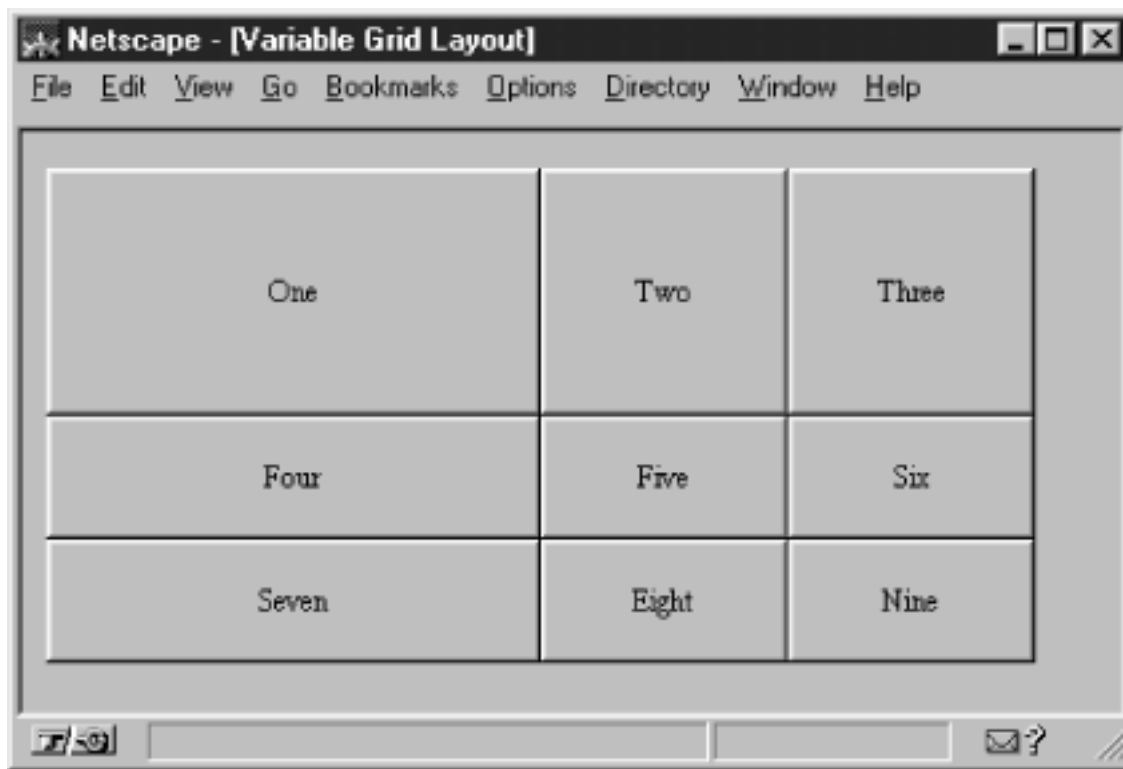 Netscape - [Variable Grid Layout]
File Edit View Go Bookmarks Options Directory Window Help
One Two Three
Four Five Six
Seven Eight Nine
?